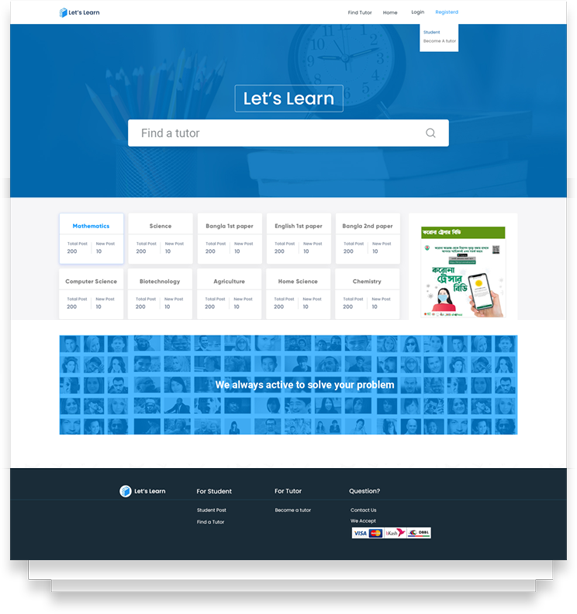 Let's Learn
Find Tutor Home Login Registerd
Student
Become A tutor
Let's Learn
Find a tutor
Mathematics
Total Post New Post
200 10
Science
Total Post New Post
200 10
Bangla 1st paper
Total Post New Post
200 10
English 1st paper
Total Post New Post
200 10
Bangla 2nd paper
Total Post New Post
200 10
করোনা ট্রেসার বিডি
করোনা
ট্রেসার
বিডি
Computer Science
Total Post New Post
200 10
Biotechnology
Total Post New Post
200 10
Agriculture
Total Post New Post
200 10
Home Science
Total Post New Post
200 10
Chemistry
Total Post New Post
200 10
We always active to solve your problem
Let's Learn
For Student
Student Post
Find a Tutor
For Tutor
Become a tutor
Question?
Contact Us
We Accept
VISA